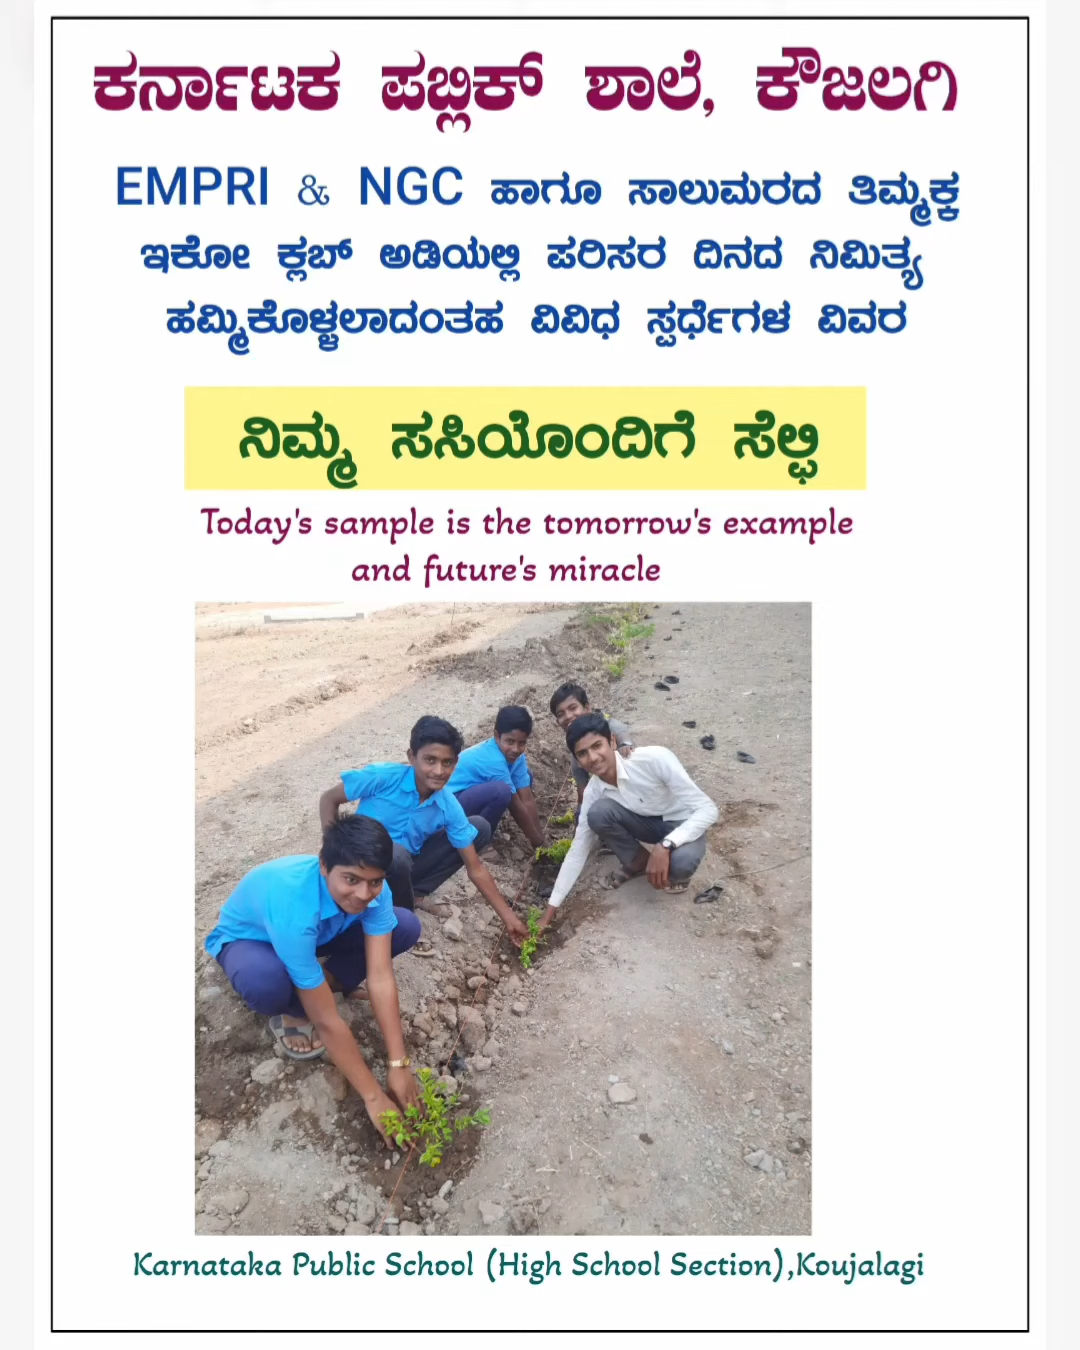 ಕರ್ನಾಟಕ ಪಬ್ಲಿಕ್ ಶಾಲೆ, ಕೌಜಲಗಿ
EMPRI & NGC ಹಾಗೂ ಸಾಲುಮರದ ತಿಮ್ಮಕ್ಕ
ಇಕೋ ಕ್ಲಬ್ ಅಡಿಯಲ್ಲಿ ಪರಿಸರ ದಿನದ ನಿಮಿತ್ಯ
ಹಮ್ಮಿಕೊಳ್ಳಲಾದಂತಹ ವಿವಿಧ ಸ್ಪರ್ಧೆಗಳ ವಿವರ
ನಿಮ್ಮ ಸಸಿಯೊಂದಿಗೆ ಸೆಲ್ಫಿ
Today's sample is the tomorrow's example
and future's miracle
Karnataka Public School (High School Section),Koujalagi